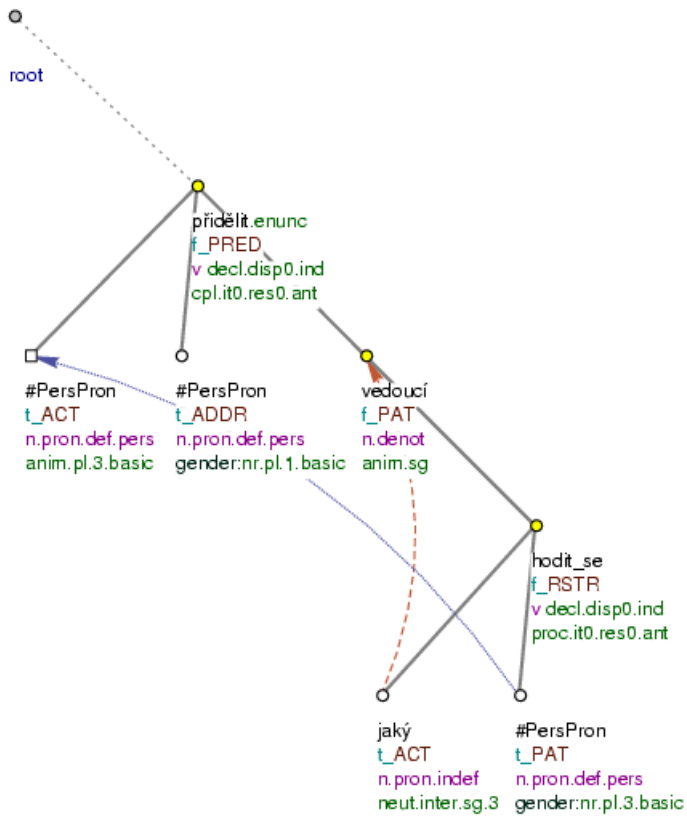 root
přidělit.enunc
f_PRED
v decl.disp0.ind
cpl.it0.res0.ant
#PersPron
t_ACT
n.pron.def.pers
anim.pl.3.basic
#PersPron
t_ADDR
n.pron.def.pers
gender:nr.pl.1.basic
vedoucí
f_PAT
n.denot
anim.sg
hodit_se
f_RSTR
v decl.disp0.ind
proc.it0.res0.ant
jaký
t_ACT
n.pron.indef
neut.inter.sg.3
#PersPron
t_PAT
n.pron.def.pers
gender:nr.pl.3.basic